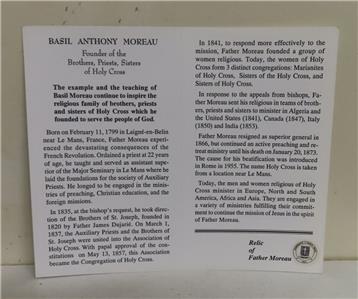 BASIL ANTHONY MOREAU
Founder of the
Brothers, Priests, Sisters
of Holy Cross
The example and the teaching of
Basil Moreau continue to inspire the
religious family of brothers, priests
and sisters of Holy Cross which he
founded to serve the people of God.
Born on February 11, 1799 in Laigné-en-Belin
near Le Mans, France, Father Moreau experi-
enced the devastating consequences of the
French Revolution. Ordained a priest at 22 years
of age, he taught and served as assistant supe-
rior of the Major Seminary in Le Mans where he
laid the foundations for the society of Auxiliary
Priests. He longed to be engaged in the minis-
tries of preaching, Christian education, and the
foreign missions.
In 1835, at the bishop's request, he took direc-
tion of the Brothers of St. Joseph, founded in
1820 by Father James Dujarié. On March 1,
1837, the Auxiliary Priests and the Brothers of
St. Joseph were united into the Association of
Holy Cross. With papal approval of the con-
stitutions on May 13, 1857, this Association
became the Congregation of Holy Cross.
In 1841, to respond more effectively to the
mission, Father Moreau founded a group of
women religious. Today, the women of Holy
Cross form 3 distinct congregations: Marianites
of Holy Cross, Sisters of the Holy Cross, and
Sisters of Holy Cross.
In response to the appeals from bishops, Fa-
ther Moreau sent his religious in teams of broth-
ers, priests and sisters to minister in Algeria and
the United States (1841), Canada (1847), Italy
(1850) and India (1853).
Father Moreau resigned as superior general in
1866, but continued an active preaching and re-
treat ministry until his death on January 20, 1873.
The cause for his beatification was introduced
in Rome in 1955. The name Holy Cross is taken
from a location near Le Mans.
Today, the men and women religious of Holy
Cross minister in Europe, North and South
America, Africa and Asia. They are engaged in
a variety of ministries fulfilling their commit-
ment to continue the mission of Jesus in the spirit
of Father Moreau.
Relic
of
Father Moreau